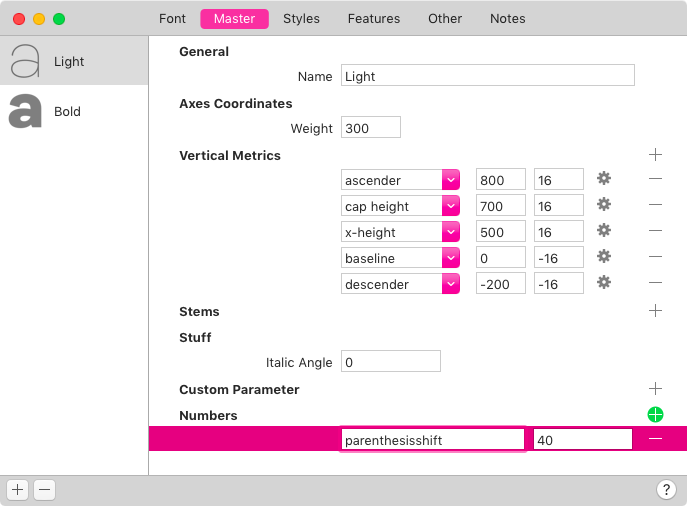 Font Master Styles Features Other Notes
a Light
a Bold
General
Name Light
Axes Coordinates
Weight 300
Vertical Metrics
ascender 800 16
cap height 700 16
x-height 500 16
baseline 0 -16
descender -200 -16
Stems
Stuff
Italic Angle 0
Custom Parameter
Numbers
parenthesisshift 40
?